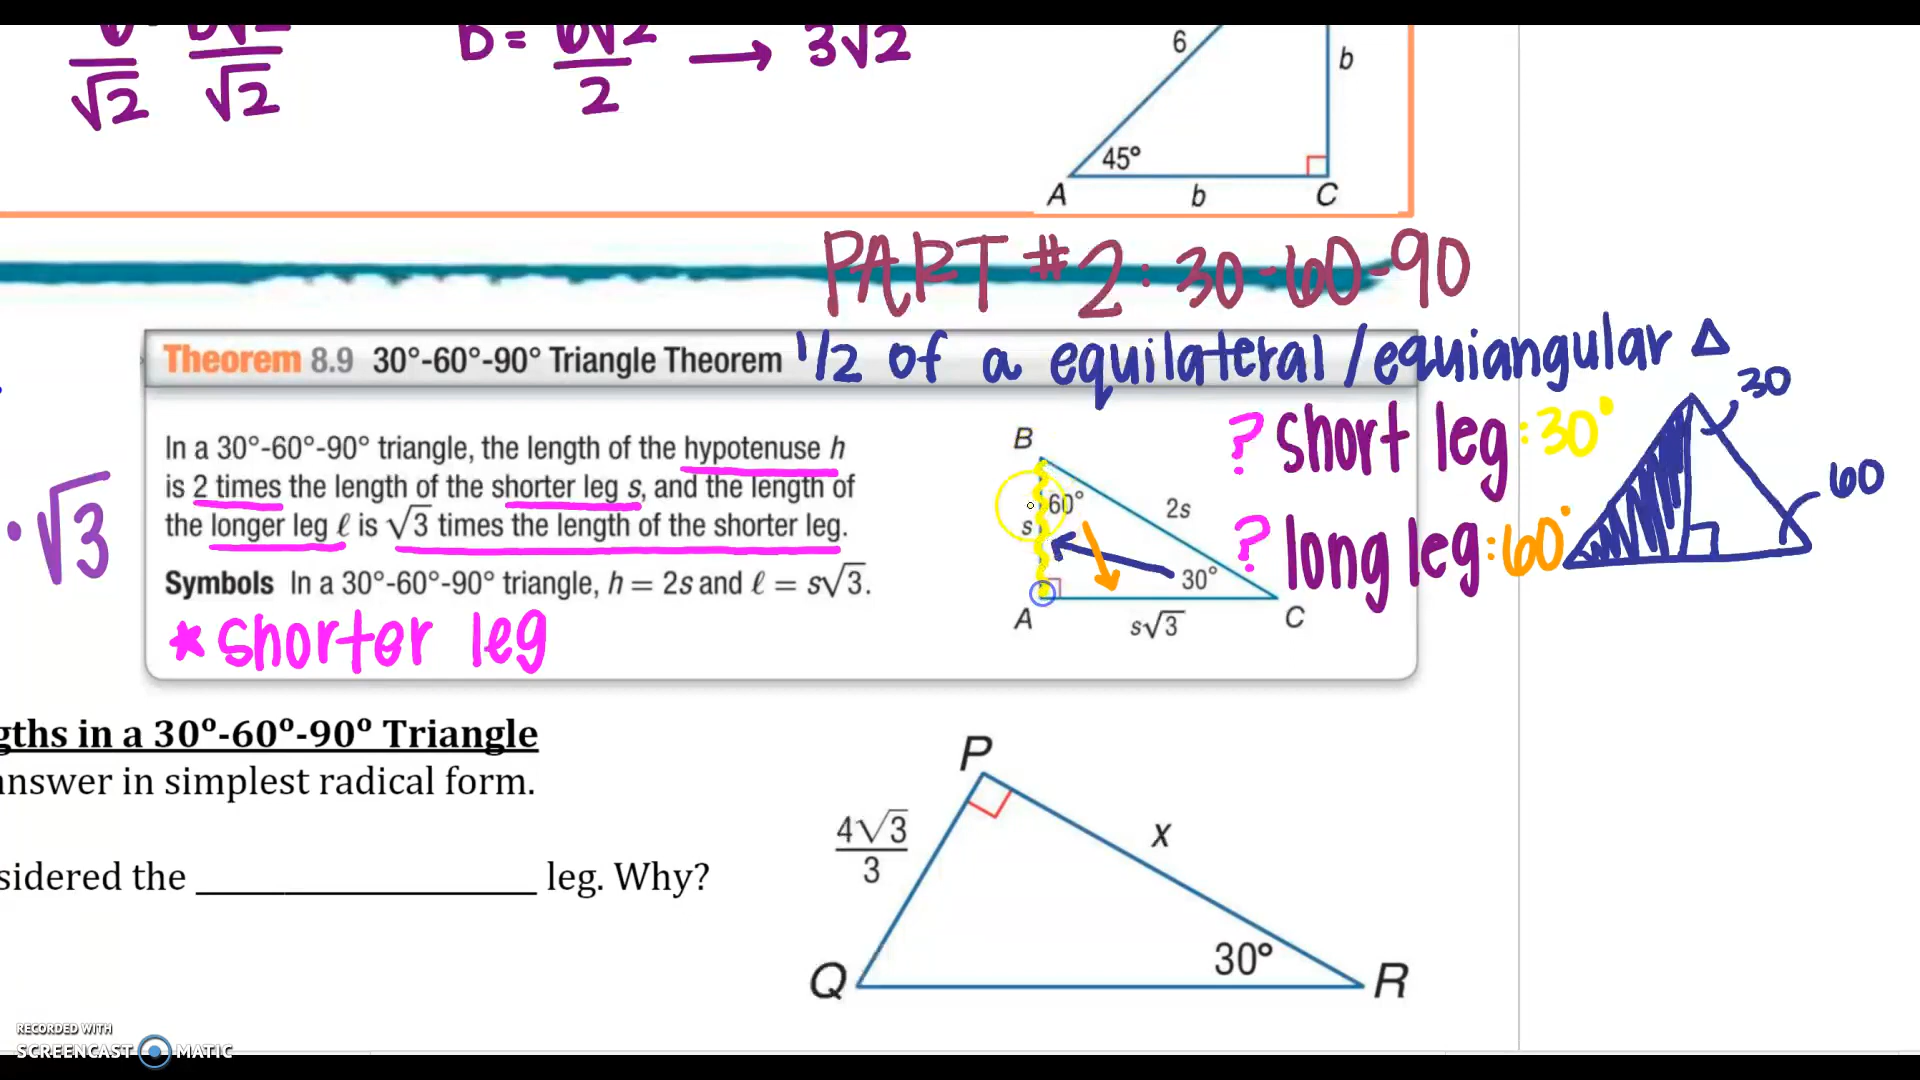 √2 √2
b = 6√2 / 2 → 3√2
6
b
45°
A b C
PART #2: 30-60-90
Theorem 8.9 30°-60°-90° Triangle Theorem 1/2 of a equilateral/equiangular Δ
In a 30°-60°-90° triangle, the length of the hypotenuse h
is 2 times the length of the shorter leg s, and the length of
the longer leg ℓ is √3 times the length of the shorter leg.
Symbols In a 30°-60°-90° triangle, h = 2s and ℓ = s√3.
* shorter leg
· √3
B
60°
2s
s
30°
A
s√3
C
? short leg: 30°
? long leg: 60°
30
60
gths in a 30°-60°-90° Triangle
answer in simplest radical form.
sidered the ____________ leg. Why?
P
4√3 / 3
x
30°
Q
R
RECORDED WITH
SCREENCAST MATIC